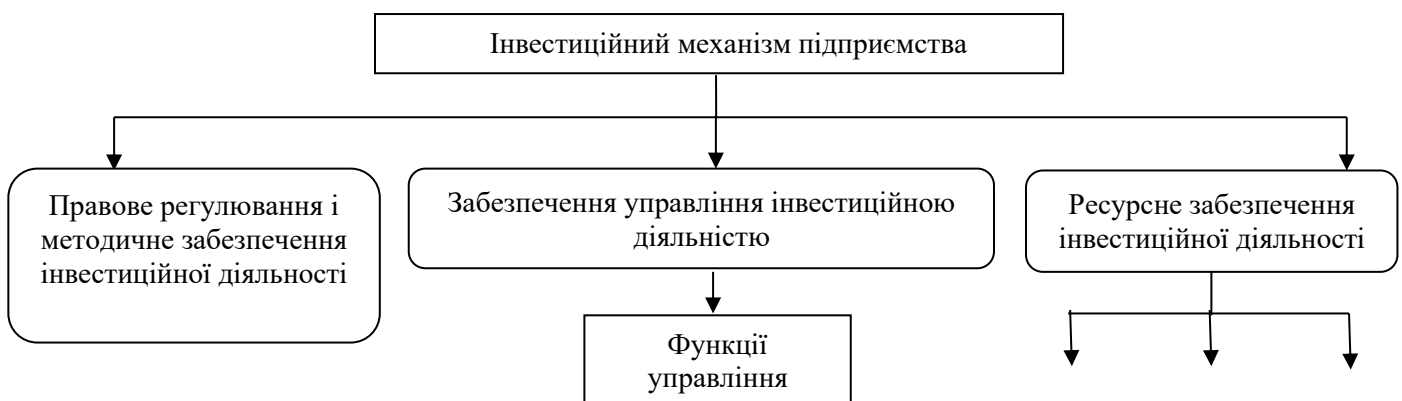 Інвестиційний механізм підприємства
Правове регулювання і
методичне забезпечення
інвестиційної діяльності
Забезпечення управління інвестиційною
діяльністю
Ресурсне забезпечення
інвестиційної діяльності
Функції
управління